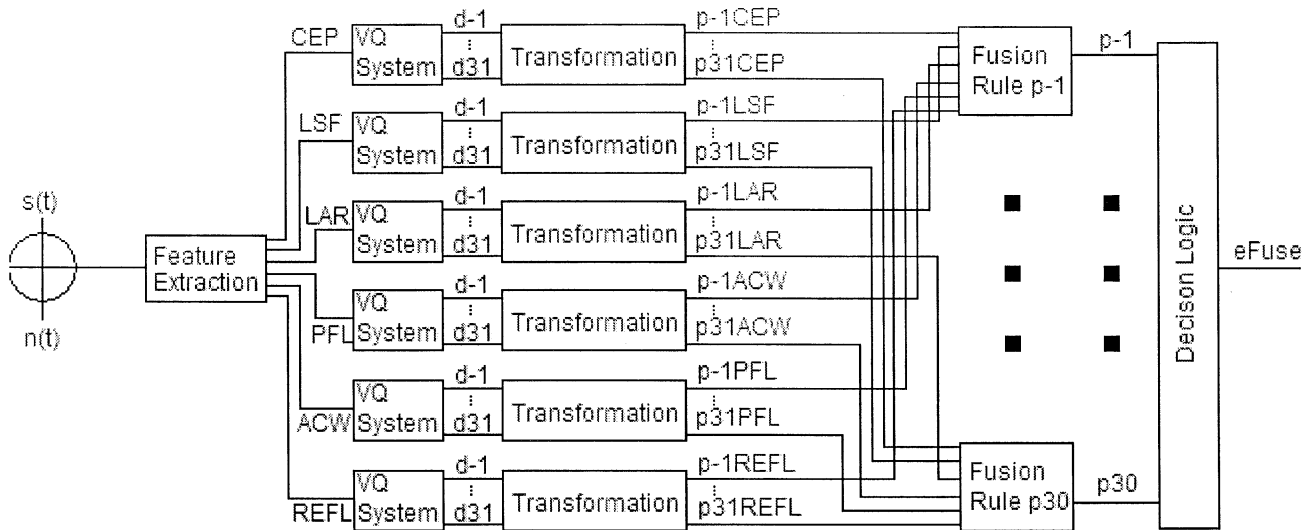 s(t)
n(t)
Feature
Extraction
CEP
VQ
System
d-1
d31
Transformation
p-1CEP
p31CEP
LSF
VQ
System
d-1
d31
Transformation
p-1LSF
p31LSF
LAR
VQ
System
d-1
d31
Transformation
p-1LAR
p31LAR
PFL
VQ
System
d-1
d31
Transformation
p-1ACW
p31ACW
ACW
VQ
System
d-1
d31
Transformation
p-1PFL
p31PFL
REFL
VQ
System
d-1
d31
Transformation
p-1REFL
p31REFL
Fusion
Rule p-1
p-1
Fusion
Rule p30
p30
Decison Logic
eFuse